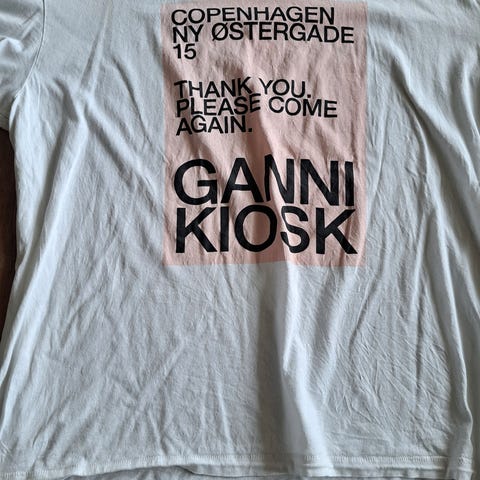 COPENHAGEN
NY ØSTERGADE
15
THANK YOU.
PLEASE COME
AGAIN.
GANNI
KIOSK